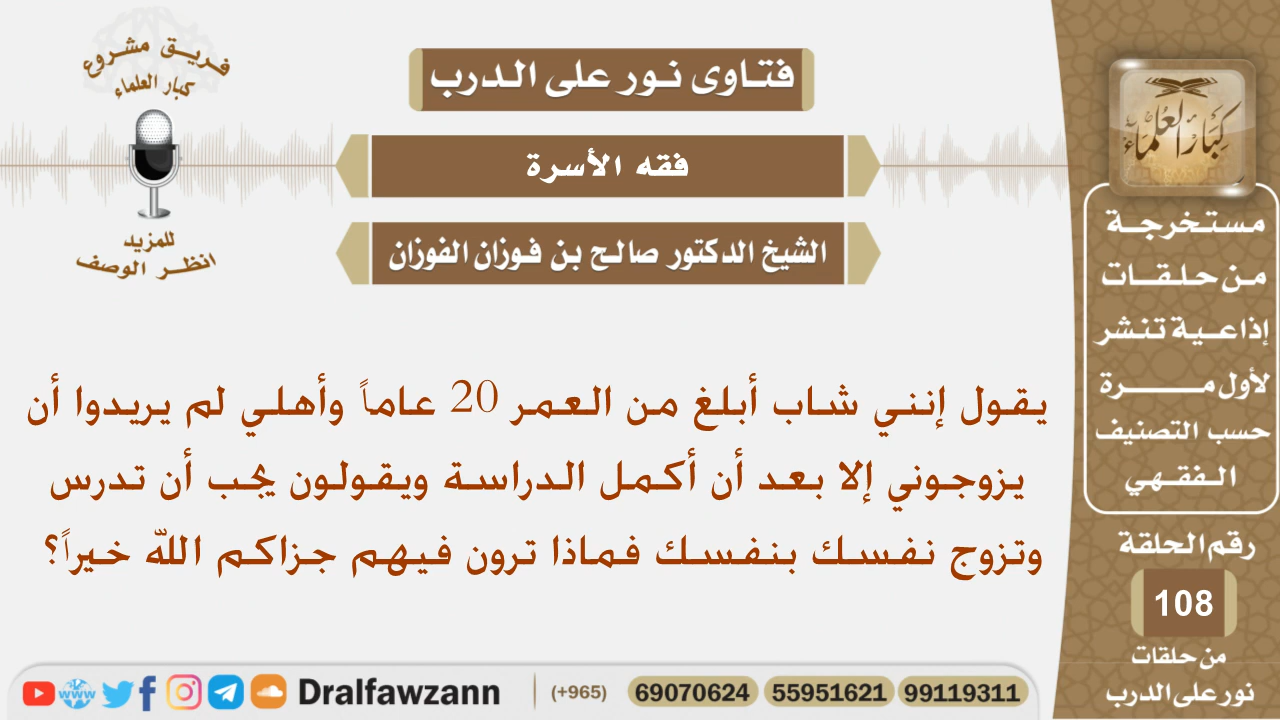 فريق مشروع
كبار العلماء
للمزيد
انظر الوصف
فتاوى نور على الدرب
فقه الأسرة
الشيخ الدكتور صالح بن فوزان الفوزان
يقول إنني شاب أبلغ من العمر 20 عاماً وأهلي لم يريدوا أن
يزوجوني إلا بعد أن أكمل الدراسة ويقولون يجب أن تدرس
وتزوج نفسك بنفسك فماذا ترون فيهم جزاكم الله خيراً؟
كبار العلماء
مستخرجة
من حلقات
إذاعية تنشر
لأول مرة
حسب التصنيف
الفقهي
رقم الحلقة
108
من حلقات
نور على الدرب
www Dralfawzann (+965) 69070624 55951621 99119311